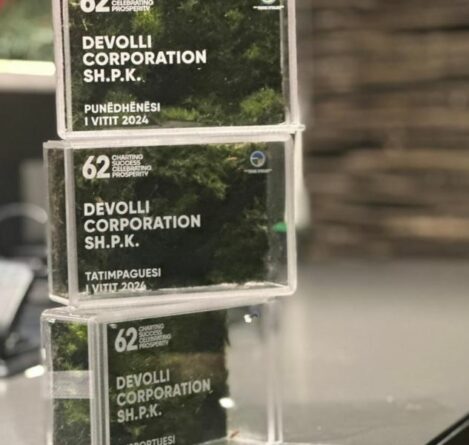 62 CHARTING
SUCCESS
CELEBRATING
PROSPERITY
DEVOLLI
CORPORATION
SH.P.K.
PUNËDHËNËSI
I VITIT 2024
62 CHARTING
SUCCESS
CELEBRATING
PROSPERITY
DEVOLLI
CORPORATION
SH.P.K.
TATIMPAGUESI
I VITIT 2024
62 CHARTING
SUCCESS
CELEBRATING
PROSPERITY
DEVOLLI
CORPORATION
SH.P.K.